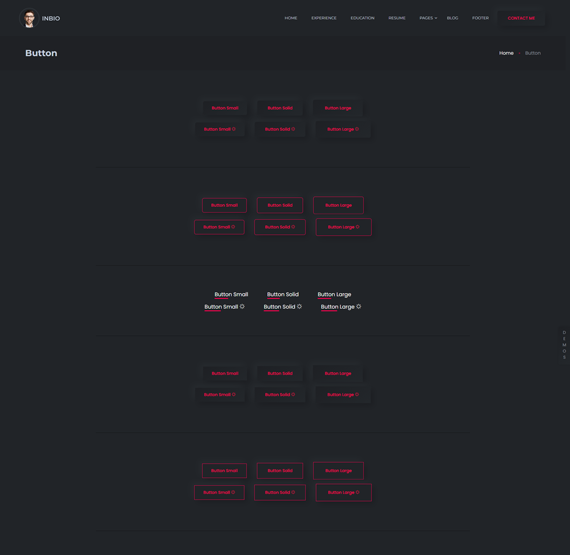 INBIO
HOME EXPERIENCE EDUCATION RESUME PAGES BLOG FOOTER CONTACT ME
Button
Home Button
Button Small Button Solid Button Large
Button Small Button Solid Button Large
Button Small Button Solid Button Large
Button Small Button Solid Button Large
Button Small Button Solid Button Large
Button Small Button Solid Button Large
Button Small Button Solid Button Large
Button Small Button Solid Button Large
Button Small Button Solid Button Large
Button Small Button Solid Button Large
D
E
M
O
S